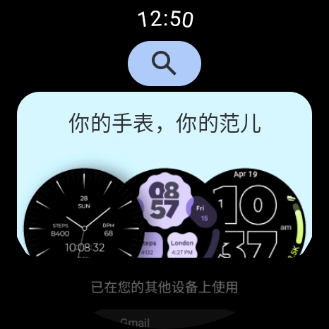 12:50
你的手表，你的范儿
28
SUN
STEPS
8400
BPM
68
10:08:32
08
57
Fri
15
London
4:27 PM
Apr 19
10
37
am
已在您的其他设备上使用
Gmail